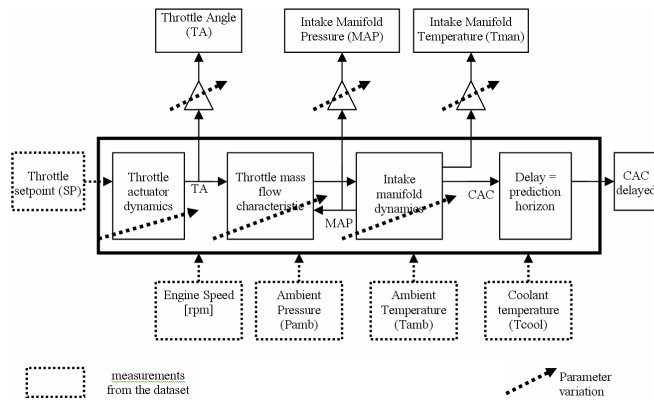 Throttle Angle
(TA)
Intake Manifold
Pressure (MAP)
Intake Manifold
Temperature (Tman)
Throttle
setpoint (SP)
Throttle
actuator
dynamics
TA
Throttle mass
flow
characteristic
MAP
Intake
manifold
dynamics
CAC
Delay =
prediction
horizon
CAC
delayed
Engine Speed
[rpm]
Ambient
Pressure
(Pamb)
Ambient
Temperature
(Tamb)
Coolant
temperature
(Tcool)
measurements
from the dataset
Parameter
variation